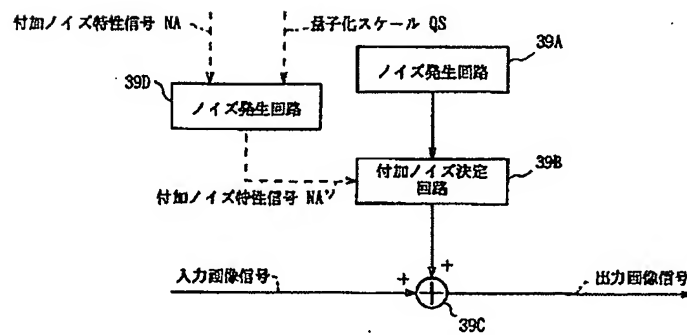 付加ノイズ特性信号 NA
量子化スケール QS
39A
ノイズ発生回路
39D
ノイズ発生回路
39B
付加ノイズ決定
回路
付加ノイズ特性信号 NA''
+
入力画像信号
+
出力画像信号
39C